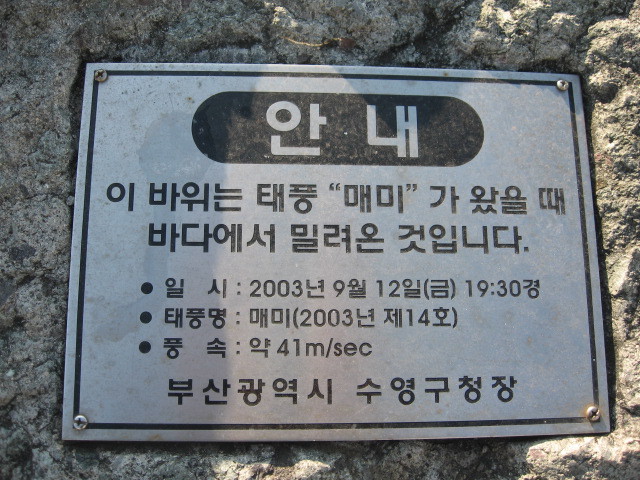 안 내
이 바위는 태풍 “매미” 가 왔을 때
바다에서 밀려온 것입니다.
● 일 시 : 2003년 9월 12일(금) 19:30경
● 태풍명 : 매미(2003년 제14호)
● 풍 속 : 약 41m/sec
부산광역시 수영구청장